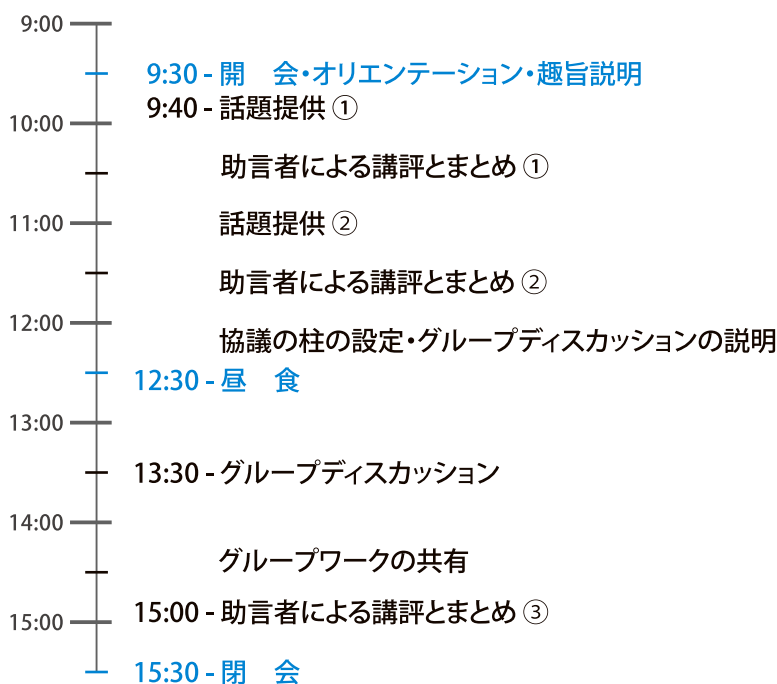 9:00
9:30 - 開　会・オリエンテーション・趣旨説明
9:40 - 話題提供 ①
10:00
助言者による講評とまとめ ①
11:00
話題提供 ②
助言者による講評とまとめ ②
12:00
協議の柱の設定・グループディスカッションの説明
12:30 - 昼　食
13:00
13:30 - グループディスカッション
14:00
グループワークの共有
15:00 - 助言者による講評とまとめ ③
15:00
15:30 - 閉　会